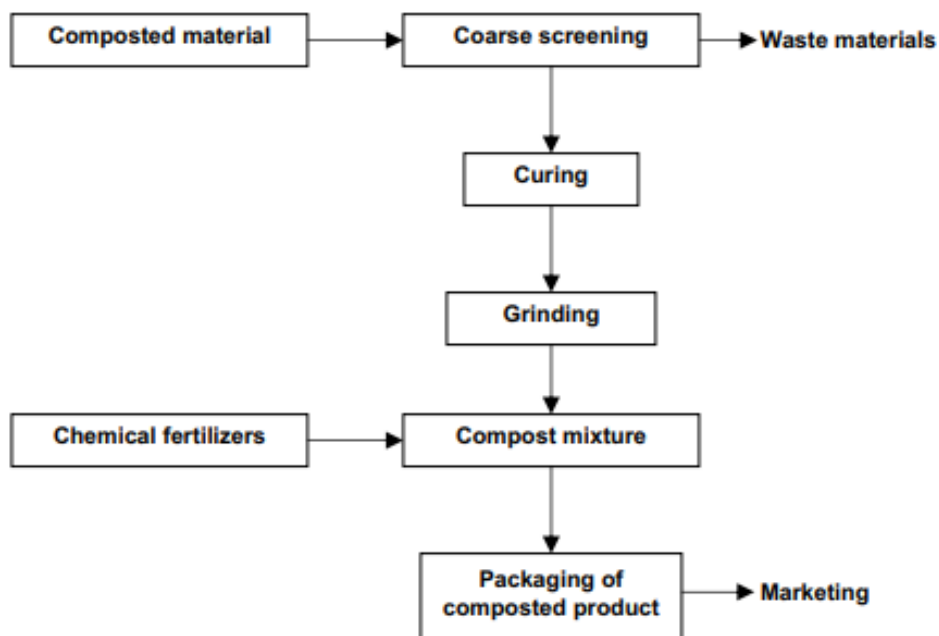 Composted material
Coarse screening
Waste materials
Curing
Grinding
Chemical fertilizers
Compost mixture
Packaging of
composted product
Marketing